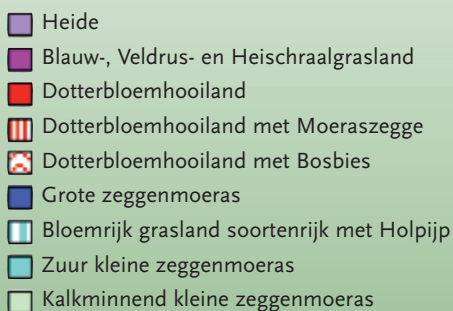 Heide
Blauw-, Veldrus- en Heischraalgrasland
Dotterbloemhooiland
Dotterbloemhooiland met Moeraszegge
Dotterbloemhooiland met Bosbies
Grote zeggenmoeras
Bloemrijk grasland soortenrijk met Holpijp
Zuur kleine zeggenmoeras
Kalkminnend kleine zeggenmoeras